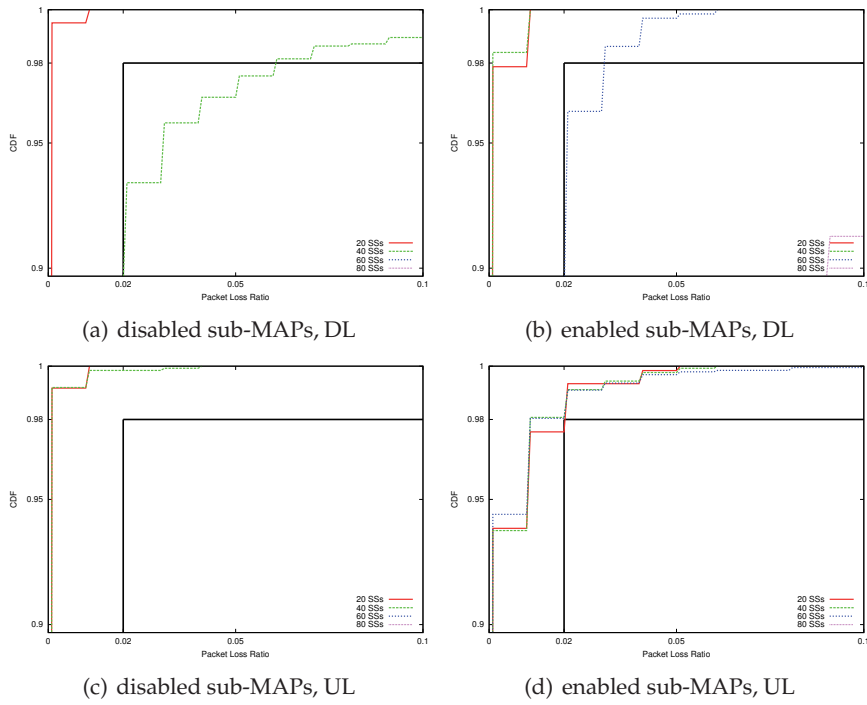 1
0.98
0.95
0.9
CDF
0
0.02
0.05
0.1
Packet Loss Ratio
20 SSs
40 SSs
60 SSs
80 SSs
(a) disabled sub-MAPs, DL
1
0.98
0.95
0.9
CDF
0
0.02
0.05
0.1
Packet Loss Ratio
20 SSs
40 SSs
60 SSs
80 SSs
(b) enabled sub-MAPs, DL
1
0.98
0.95
0.9
CDF
0
0.02
0.05
0.1
Packet Loss Ratio
20 SSs
40 SSs
60 SSs
80 SSs
(c) disabled sub-MAPs, UL
1
0.98
0.95
0.9
CDF
0
0.02
0.05
0.1
Packet Loss Ratio
20 SSs
40 SSs
60 SSs
80 SSs
(d) enabled sub-MAPs, UL